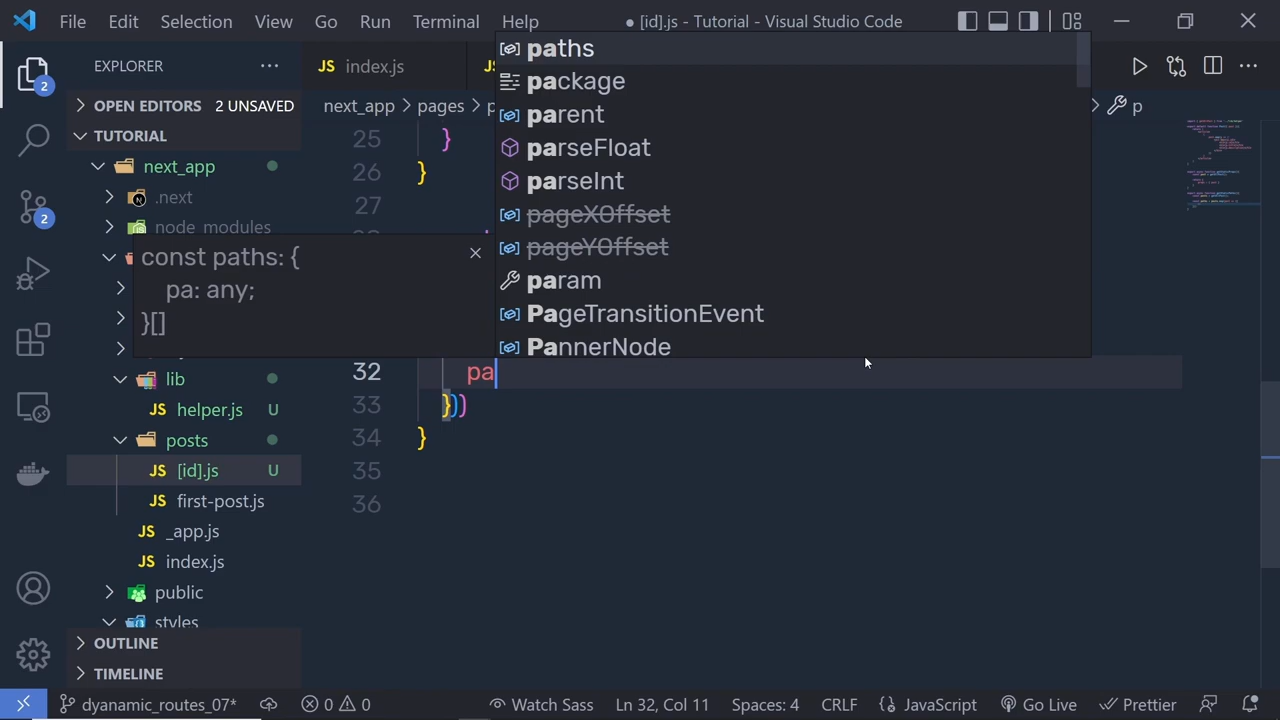 File Edit Selection View Go Run Terminal Help
● [id].js - Tutorial - Visual Studio Code
EXPLORER
JS index.js
JS
OPEN EDITORS 2 UNSAVED
TUTORIAL
next_app
.next
node_modules
lib
JS helper.js U
posts
JS [id].js U
JS first-post.js
JS _app.js
JS index.js
public
styles
OUTLINE
TIMELINE
2
2
next_app > pages > p
> p
25 }
26 }
27
28
32 pa
33 }))
34 }
35
36
const paths: {
pa: any;
}[]
paths
package
parent
parseFloat
parseInt
pageXOffset
pageYOffset
param
PageTransitionEvent
PannerNode
dyanamic_routes_07* 0 0 Watch Sass Ln 32, Col 11 Spaces: 4 CRLF JavaScript Go Live Prettier